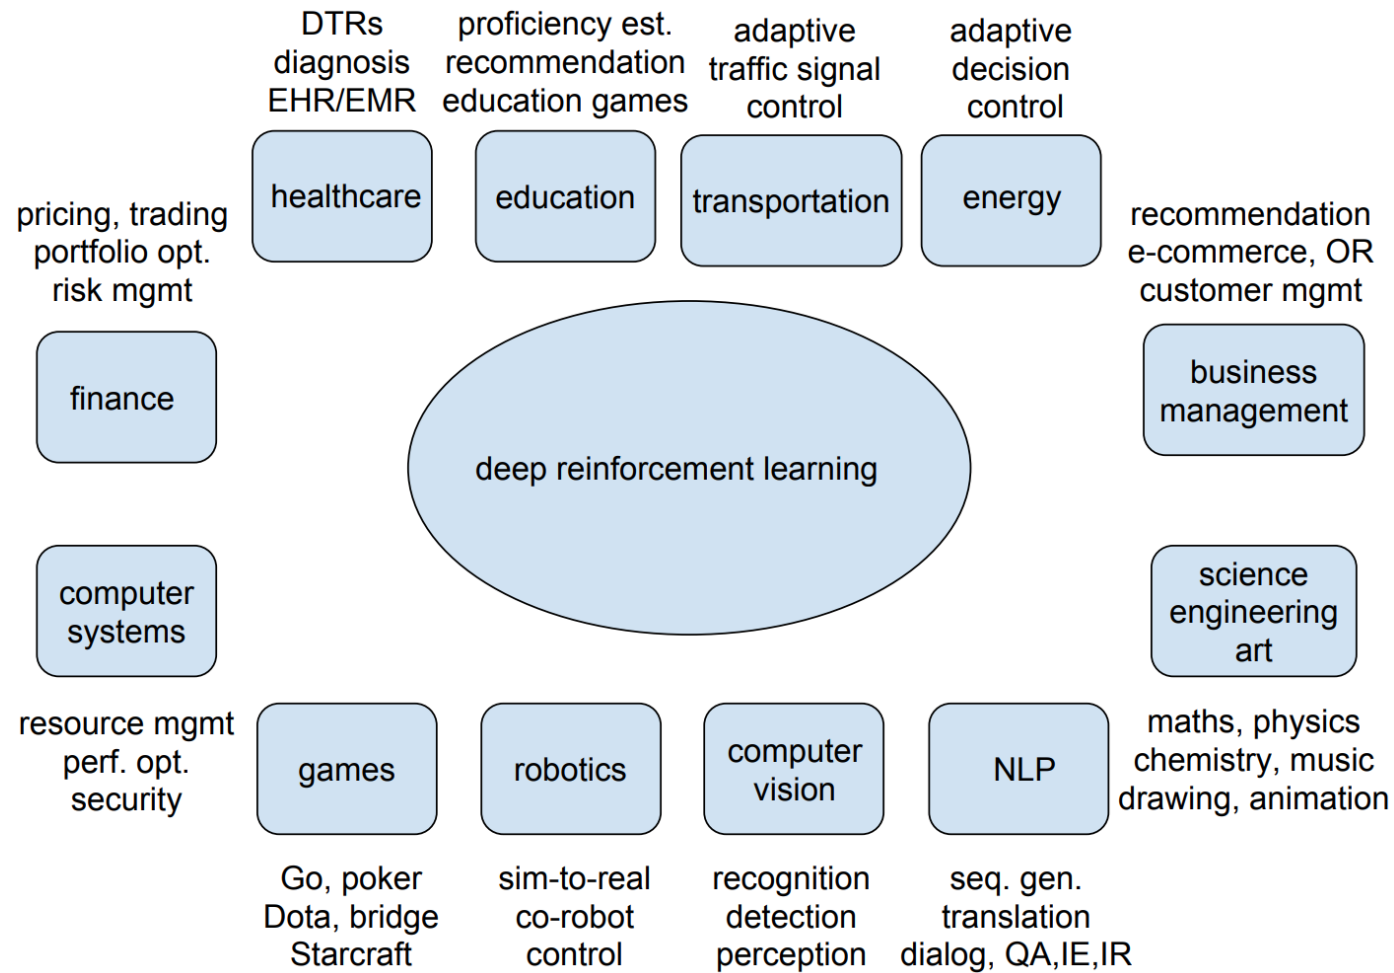 DTRs
diagnosis
EHR/EMR
healthcare
proficiency est.
recommendation
education games
education
adaptive
traffic signal
control
transportation
adaptive
decision
control
energy
pricing, trading
portfolio opt.
risk mgmt
finance
recommendation
e-commerce, OR
customer mgmt
business
management
deep reinforcement learning
computer
systems
resource mgmt
perf. opt.
security
science
engineering
art
maths, physics
chemistry, music
drawing, animation
games
Go, poker
Dota, bridge
Starcraft
robotics
sim-to-real
co-robot
control
computer
vision
recognition
detection
perception
NLP
seq. gen.
translation
dialog, QA,IE,IR